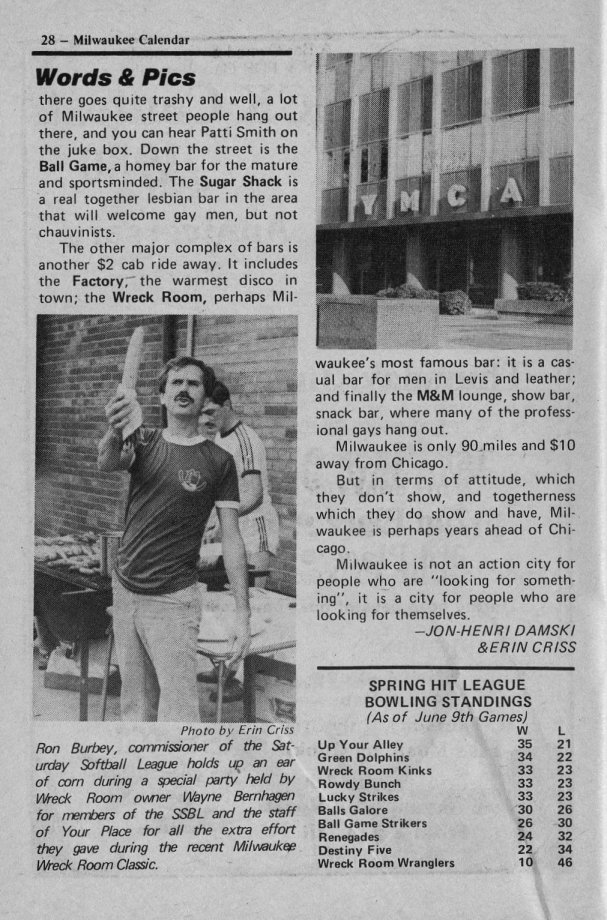 28 – Milwaukee Calendar
Words & Pics
there goes quite trashy and well, a lot
of Milwaukee street people hang out
there, and you can hear Patti Smith on
the juke box. Down the street is the
Ball Game, a homey bar for the mature
and sportsminded. The Sugar Shack is
a real together lesbian bar in the area
that will welcome gay men, but not
chauvinists.
The other major complex of bars is
another $2 cab ride away. It includes
the Factory, the warmest disco in
town; the Wreck Room, perhaps Mil-
Photo by Erin Criss
Ron Burbey, commissioner of the Sat-
urday Softball League holds up an ear
of corn during a special party held by
Wreck Room owner Wayne Bernhagen
for members of the SSBL and the staff
of Your Place for all the extra effort
they gave during the recent Milwaukee
Wreck Room Classic.
YMCA
waukee's most famous bar: it is a cas-
ual bar for men in Levis and leather;
and finally the M&M lounge, show bar,
snack bar, where many of the profess-
ional gays hang out.
Milwaukee is only 90 miles and $10
away from Chicago.
But in terms of attitude, which
they don't show, and togetherness
which they do show and have, Mil-
waukee is perhaps years ahead of Chi-
cago.
Milwaukee is not an action city for
people who are "looking for someth-
ing", it is a city for people who are
looking for themselves.
—JON-HENRI DAMSKI
&ERIN CRISS
SPRING HIT LEAGUE
BOWLING STANDINGS
(As of June 9th Games)
W L
Up Your Alley 35 21
Green Dolphins 34 22
Wreck Room Kinks 33 23
Rowdy Bunch 33 23
Lucky Strikes 33 23
Balls Galore 30 26
Ball Game Strikers 26 30
Renegades 24 32
Destiny Five 22 34
Wreck Room Wranglers 10 46